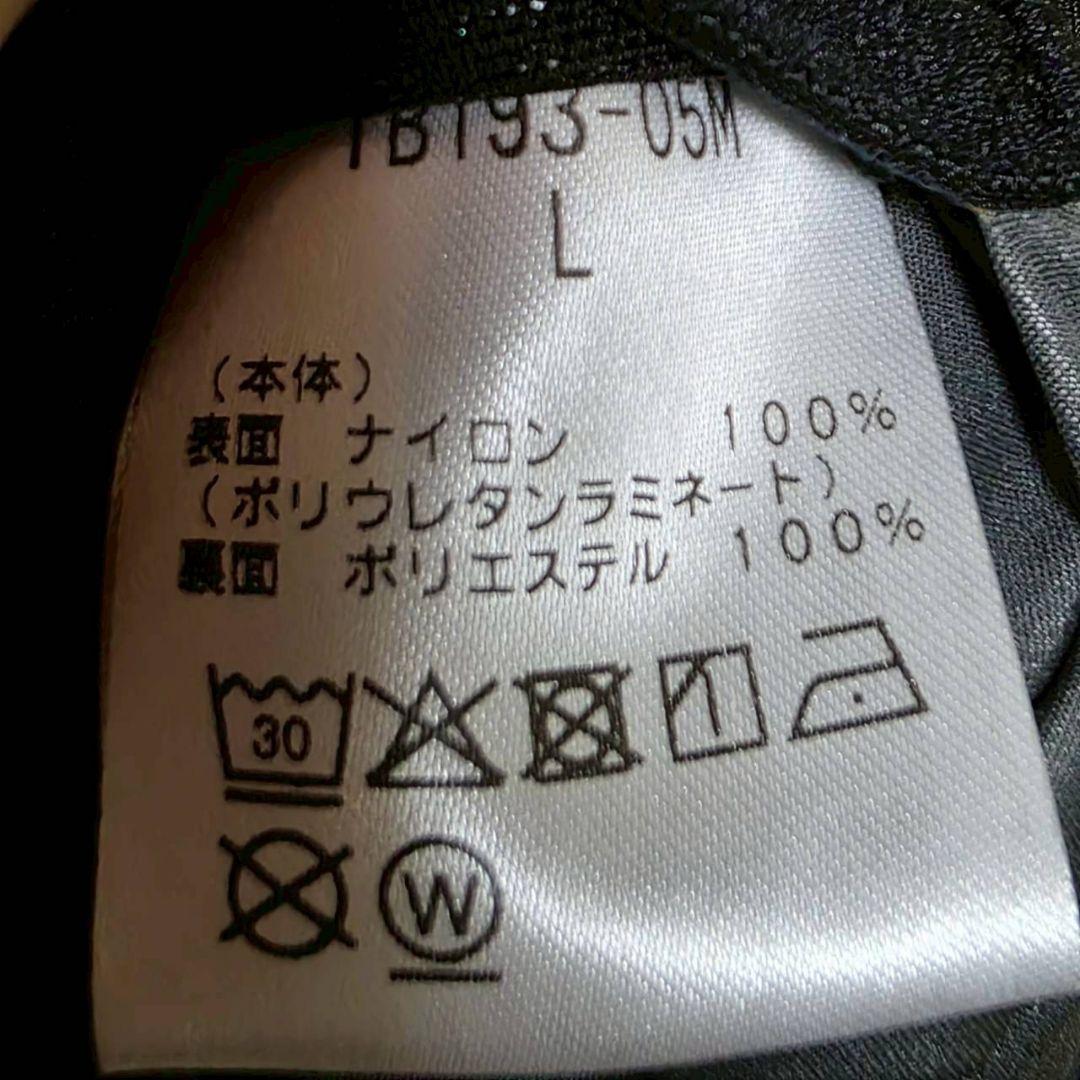 TB193-05M
L
（本体）
表面 ナイロン 100%
（ポリウレタンラミネート）
裏面 ポリエステル 100%
30
W